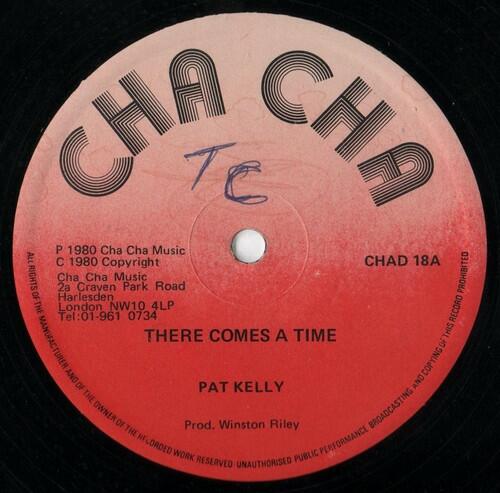 CHA CHA
TC
P 1980 Cha Cha Music
C 1980 Copyright
CHAD 18A
Cha Cha Music
2a Craven Park Road
Harlesden
London NW10 4LP
Tel:01-961 0734
THERE COMES A TIME
PAT KELLY
Prod. Winston Riley
ALL RIGHTS OF THE MANUFACTURER AND OF THE OWNER OF THE RECORDED WORK RESERVED UNAUTHORISED PUBLIC PERFORMANCE BROADCASTING AND COPYING OF THIS RECORD PROHIBITED